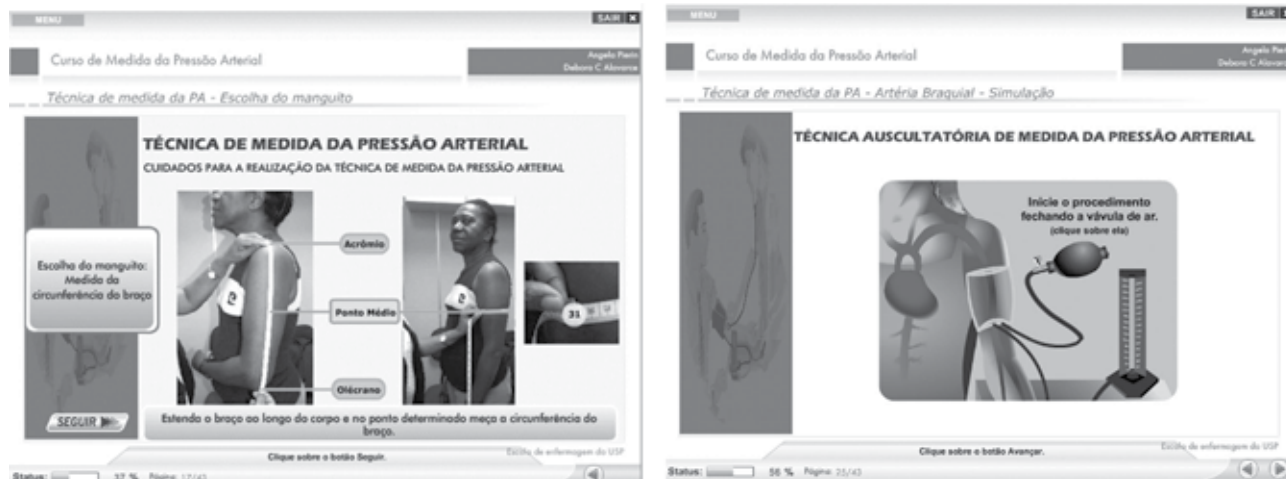 MENU
SAIR X
Curso de Medida da Pressão Arterial
Angela Pierin
Debora C Alavarce
Técnica de medida da PA - Escolha do manguito
TÉCNICA DE MEDIDA DA PRESSÃO ARTERIAL
CUIDADOS PARA A REALIZAÇÃO DA TÉCNICA DE MEDIDA DA PRESSÃO ARTERIAL
Acrômio
Escolha do manguito:
Medida da
circunferência do braço
Ponto Médio
31
Olécrano
SEGUIR
Estenda o braço ao longo do corpo e no ponto determinado meça a circunferência do
braço.
Escola de enfermagem da USP
Clique sobre o botão Seguir.
Status:
37 %
Página: 17/43
MENU
SAIR
Curso de Medida da Pressão Arterial
Angela
Debora C
Técnica de medida da PA - Artéria Braquial - Simulação
TÉCNICA AUSCULTATÓRIA DE MEDIDA DA PRESSÃO ARTERIAL
Inicie o procedimento
fechando a vávula de ar.
(clique sobre ela)
Escola de enfermagem da USP
Clique sobre o botão Avançar.
Status:
56 %
Página: 25/43